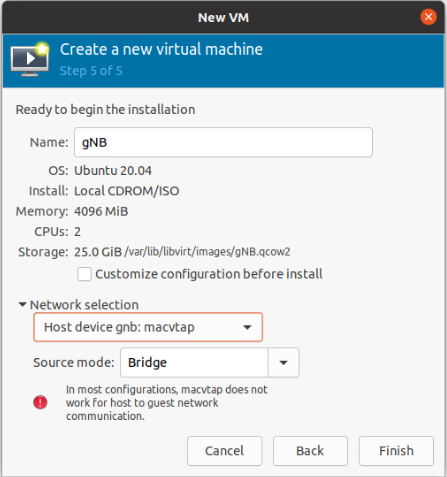 New VM
Create a new virtual machine
Step 5 of 5
Ready to begin the installation
Name: gNB
OS: Ubuntu 20.04
Install: Local CDROM/ISO
Memory: 4096 MiB
CPUs: 2
Storage: 25.0 GiB /var/lib/libvirt/images/gNB.qcow2
Customize configuration before install
Network selection
Host device gnb: macvtap
Source mode: Bridge
In most configurations, macvtap does not
work for host to guest network
communication.
Cancel Back Finish